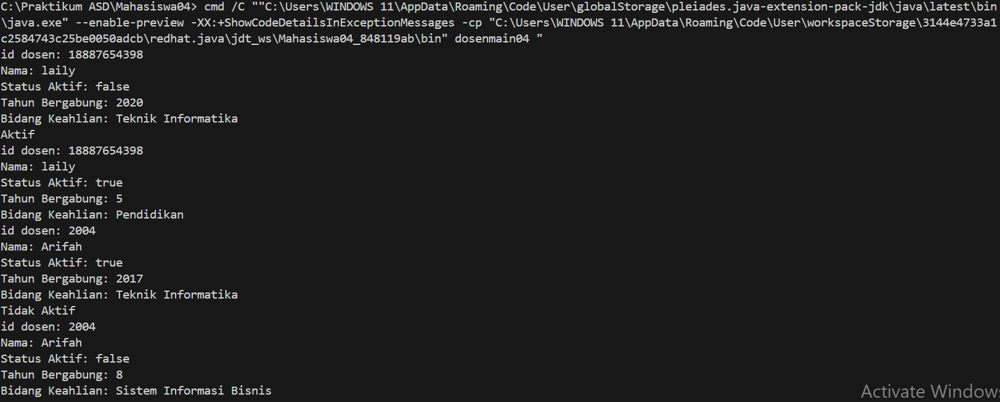 C:\Praktikum ASD\Mahasiswa04> cmd /C ""C:\Users\WINDOWS 11\AppData\Roaming\Code\User\globalStorage\pleiades.java-extension-pack-jdk\java\latest\bin
\java.exe" --enable-preview -XX:+ShowCodeDetailsInExceptionMessages -cp "C:\Users\WINDOWS 11\AppData\Roaming\Code\User\workspaceStorage\3144e4733a1
c2584743c25be0050adcb\redhat.java\jdt_ws\Mahasiswa04_848119ab\bin" dosenmain04 "
id dosen: 18887654398
Nama: laily
Status Aktif: false
Tahun Bergabung: 2020
Bidang Keahlian: Teknik Informatika
Aktif
id dosen: 18887654398
Nama: laily
Status Aktif: true
Tahun Bergabung: 5
Bidang Keahlian: Pendidikan
id dosen: 2004
Nama: Arifah
Status Aktif: true
Tahun Bergabung: 2017
Bidang Keahlian: Teknik Informatika
Tidak Aktif
id dosen: 2004
Nama: Arifah
Status Aktif: false
Tahun Bergabung: 8
Bidang Keahlian: Sistem Informasi Bisnis
Activate Windows